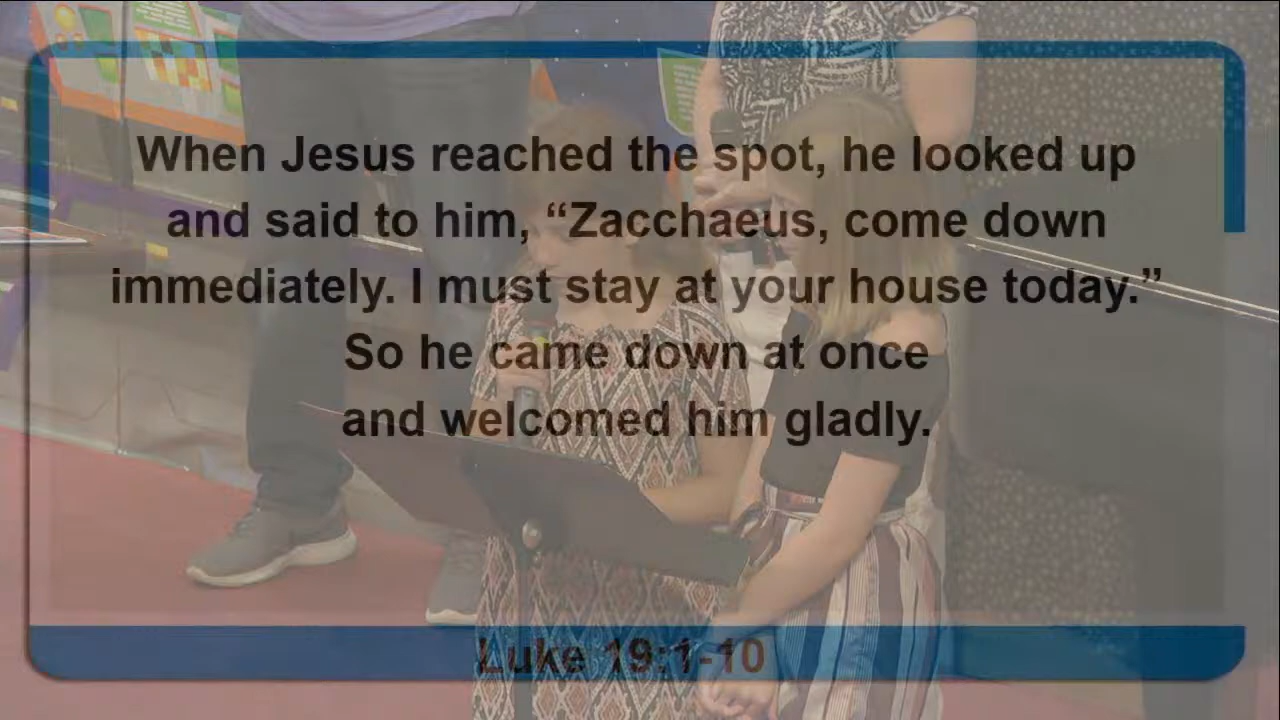 When Jesus reached the spot, he looked up
and said to him, “Zacchaeus, come down
immediately. I must stay at your house today.”
So he came down at once
and welcomed him gladly.
Luke 19:1-10